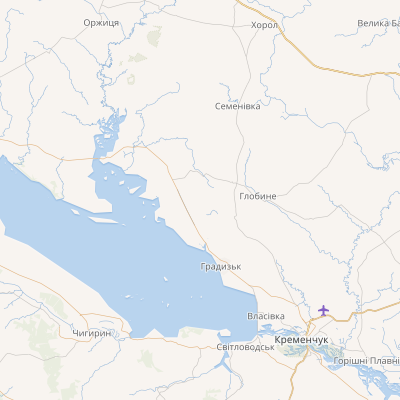 Оржиця
Хорол
Велика Ба
Семенівка
Глобине
Градизьк
Власівка
Чигирин
Кременчук
Світловодськ
Горішні Плавні